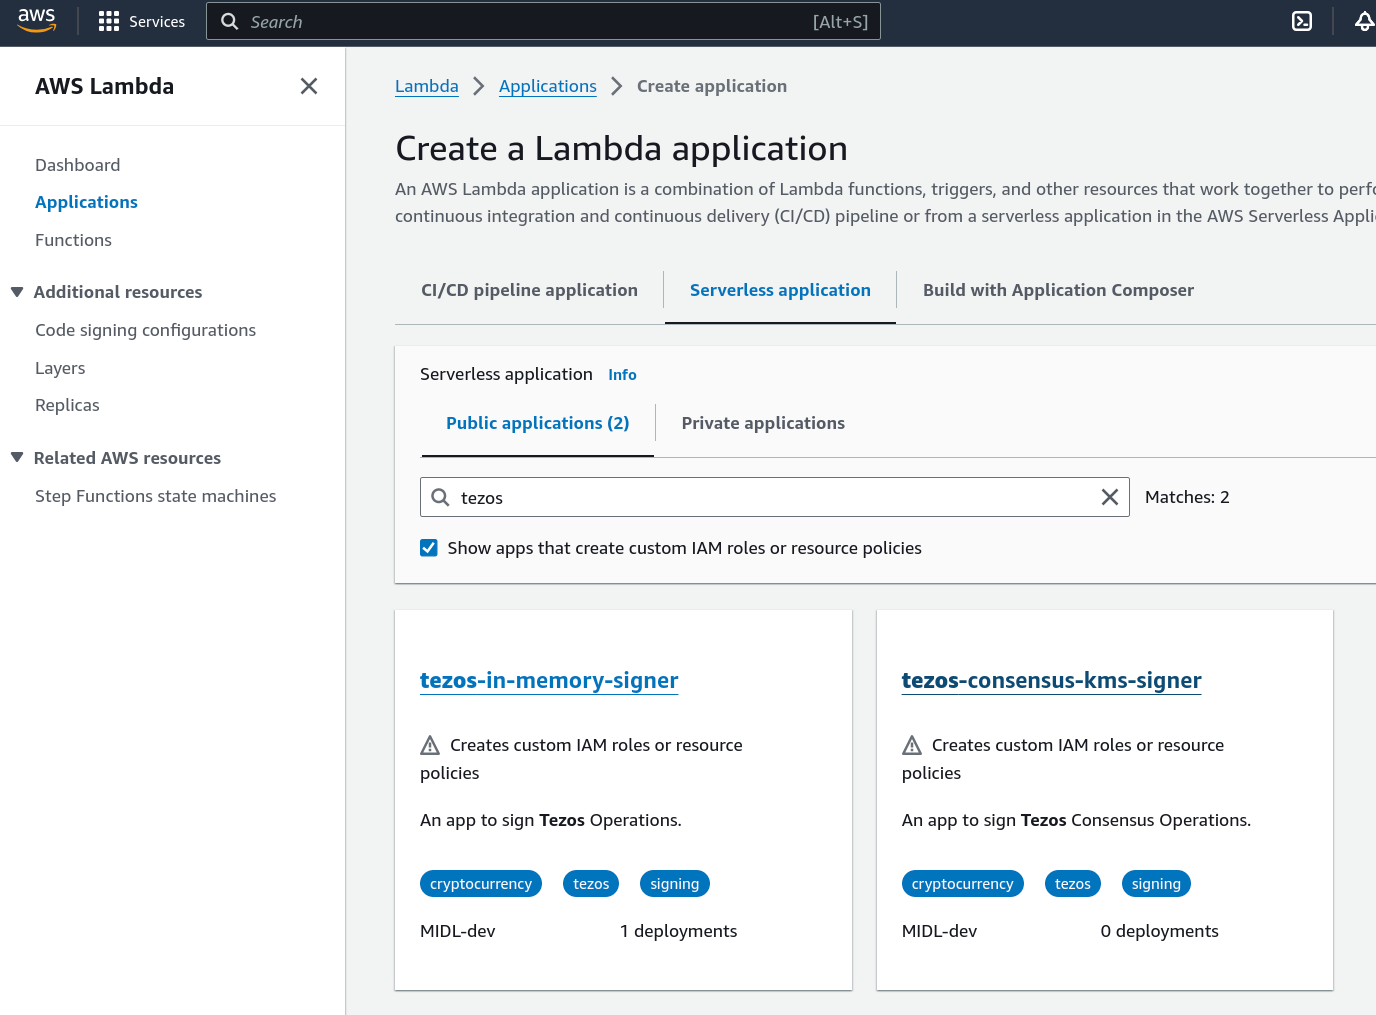 aws
Services
Search [Alt+S]
AWS Lambda
Dashboard
Applications
Functions
Additional resources
Code signing configurations
Layers
Replicas
Related AWS resources
Step Functions state machines
Lambda > Applications > Create application
Create a Lambda application
An AWS Lambda application is a combination of Lambda functions, triggers, and other resources that work together to
continuous integration and continuous delivery (CI/CD) pipeline or from a serverless application in the AWS Serverless
CI/CD pipeline application
Serverless application
Build with Application Composer
Serverless application Info
Public applications (2)
Private applications
tezos
Matches: 2
Show apps that create custom IAM roles or resource policies
tezos-in-memory-signer
Creates custom IAM roles or resource
policies
An app to sign Tezos Operations.
cryptocurrency tezos signing
MIDL-dev 1 deployments
tezos-consensus-kms-signer
Creates custom IAM roles or resource
policies
An app to sign Tezos Consensus Operations.
cryptocurrency tezos signing
MIDL-dev 0 deployments